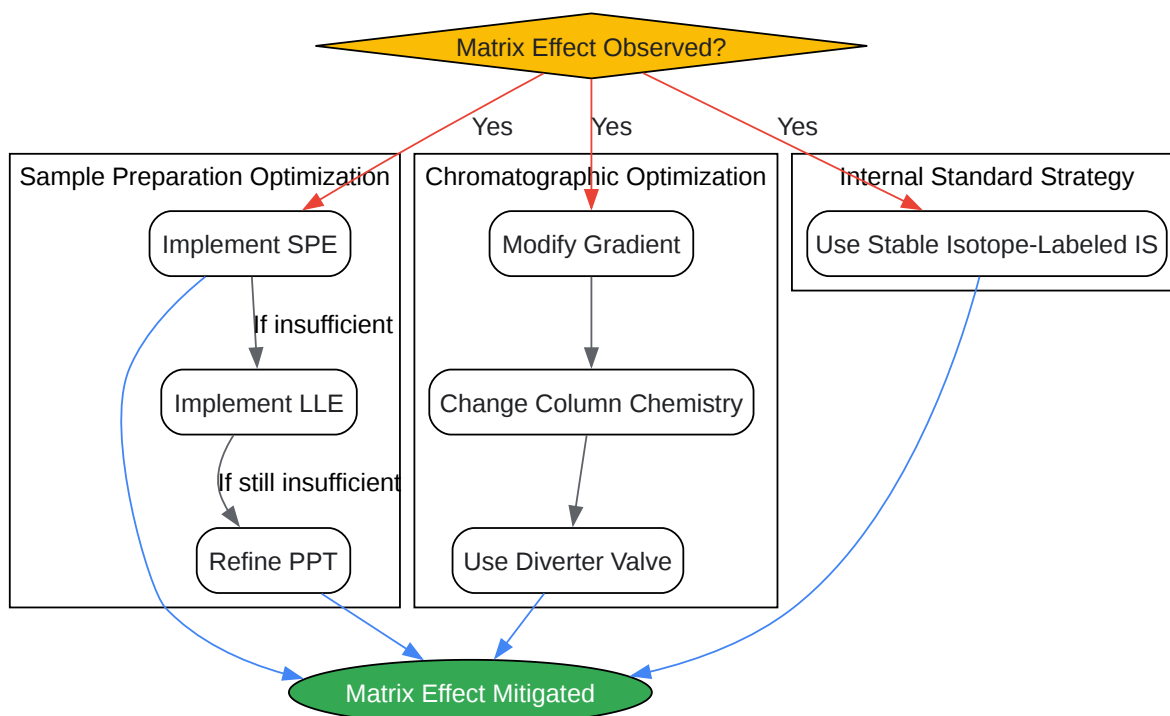 Matrix Effect Observed?
Yes
Yes
Yes
Sample Preparation Optimization
Chromatographic Optimization
Internal Standard Strategy
Implement SPE
Modify Gradient
Use Stable Isotope-Labeled IS
If insufficient
Implement LLE
Change Column Chemistry
If still insufficient
Refine PPT
Use Diverter Valve
Matrix Effect Mitigated